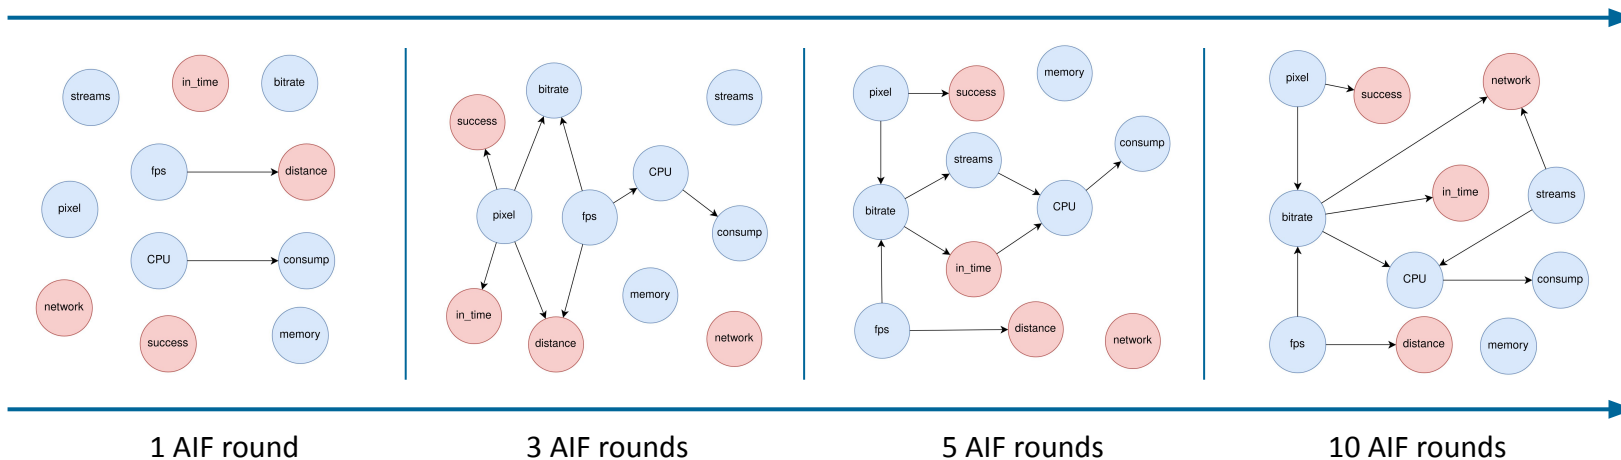 streams
in_time
bitrate
fps
distance
pixel
CPU
consump
network
success
memory
1 AIF round
bitrate
streams
success
CPU
pixel
fps
consump
memory
in_time
distance
network
3 AIF rounds
memory
pixel
success
consump
streams
bitrate
CPU
in_time
fps
distance
network
5 AIF rounds
pixel
success
network
in_time
streams
bitrate
CPU
consump
fps
distance
memory
10 AIF rounds